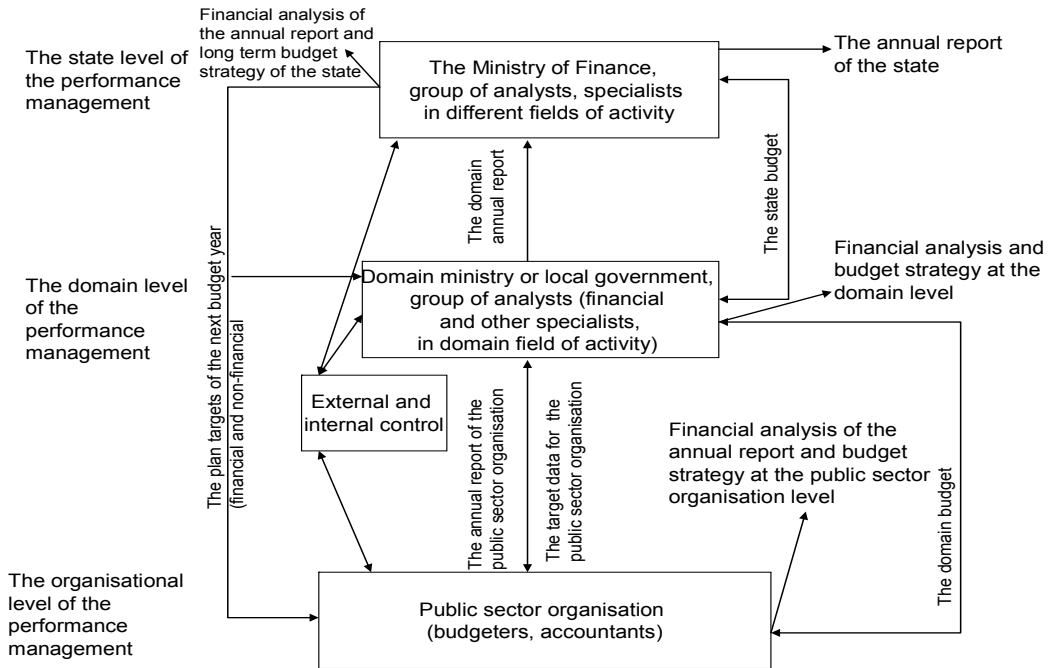 Financial analysis of
the annual report and
long term budget
strategy of the state
The state level of
the performance
management
The Ministry of Finance,
group of analysts, specialists
in different fields of activity
The annual report
of the state
The domain
annual report
The state budget
The domain level
of the
performance
management
The plan targets of the next budget year
(financial and non-financial
Domain ministry or local government,
group of analysts (financial
and other specialists,
in domain field of activity)
Financial analysis and
budget strategy at the
domain level
External and
internal control
The annual report of the
public sector organisation
The target data for the
public sector organisation
Financial analysis of the
annual report and budget
strategy at the public sector
organisation level
The domain budget
The organisational
level of the
performance
management
Public sector organisation
(budgeters, accountants)